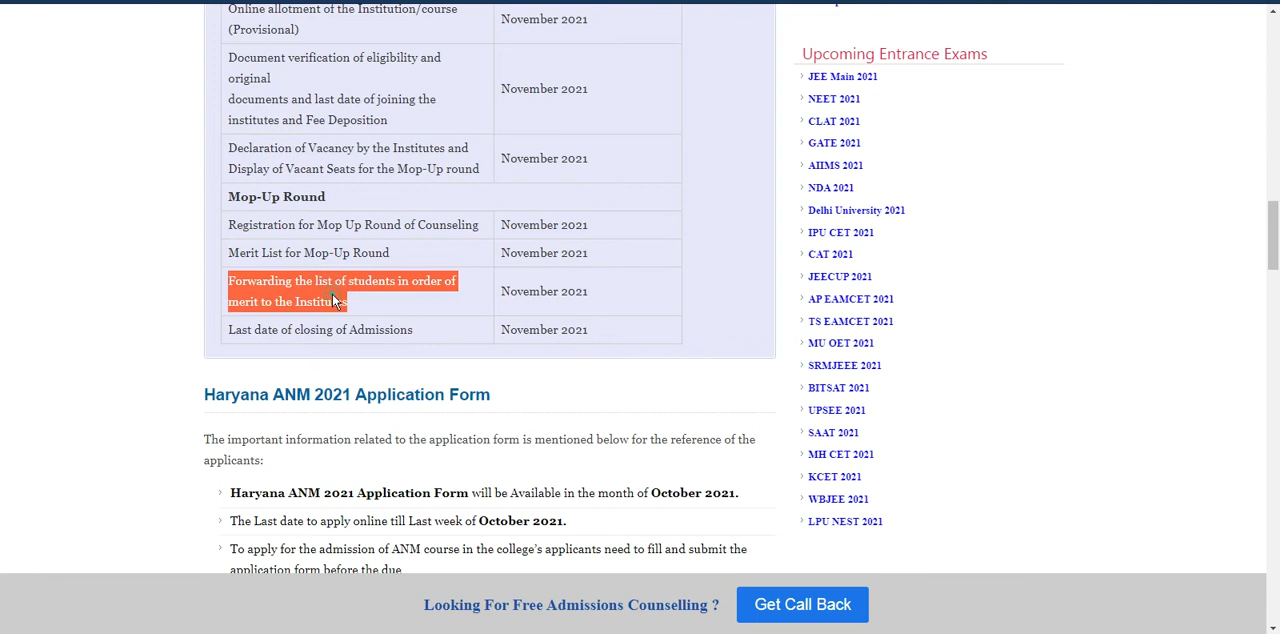 Online allotment of the Institution/course
(Provisional)
November 2021
Document verification of eligibility and
original
documents and last date of joining the
institutes and Fee Deposition
November 2021
Declaration of Vacancy by the Institutes and
Display of Vacant Seats for the Mop-Up round
November 2021
Mop-Up Round
Registration for Mop Up Round of Counseling
November 2021
Merit List for Mop-Up Round
November 2021
Forwarding the list of students in order of
merit to the Institutes
November 2021
Last date of closing of Admissions
November 2021
Haryana ANM 2021 Application Form
The important information related to the application form is mentioned below for the reference of the
applicants:
Haryana ANM 2021 Application Form will be Available in the month of October 2021.
The Last date to apply online till Last week of October 2021.
To apply for the admission of ANM course in the college's applicants need to fill and submit the
application form before the due
Upcoming Entrance Exams
JEE Main 2021
NEET 2021
CLAT 2021
GATE 2021
AIIMS 2021
NDA 2021
Delhi University 2021
IPU CET 2021
CAT 2021
JEECUP 2021
AP EAMCET 2021
TS EAMCET 2021
MU OET 2021
SRMJEEE 2021
BITSAT 2021
UPSEE 2021
SAAT 2021
MH CET 2021
KCET 2021
WBJEE 2021
LPU NEST 2021
Looking For Free Admissions Counselling ?
Get Call Back